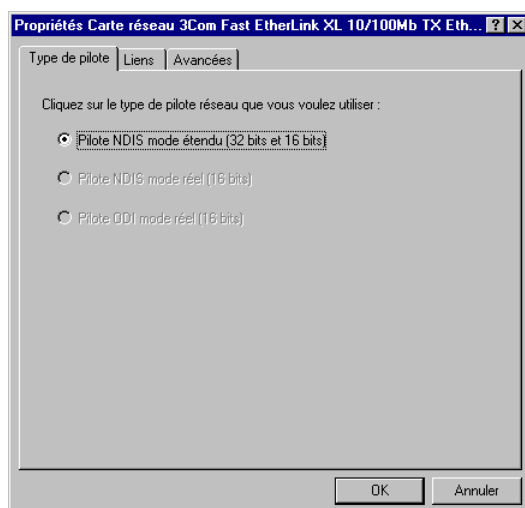 Propriétés Carte réseau 3Com Fast EtherLink XL 10/100Mb TX Eth... ? ×
Type de pilote Liens Avancées
Cliquez sur le type de pilote réseau que vous voulez utiliser :
Pilote NDIS mode étendu (32 bits et 16 bits)
Pilote NDIS mode réel (16 bits)
Pilote ODI mode réel (16 bits)
OK Annuler